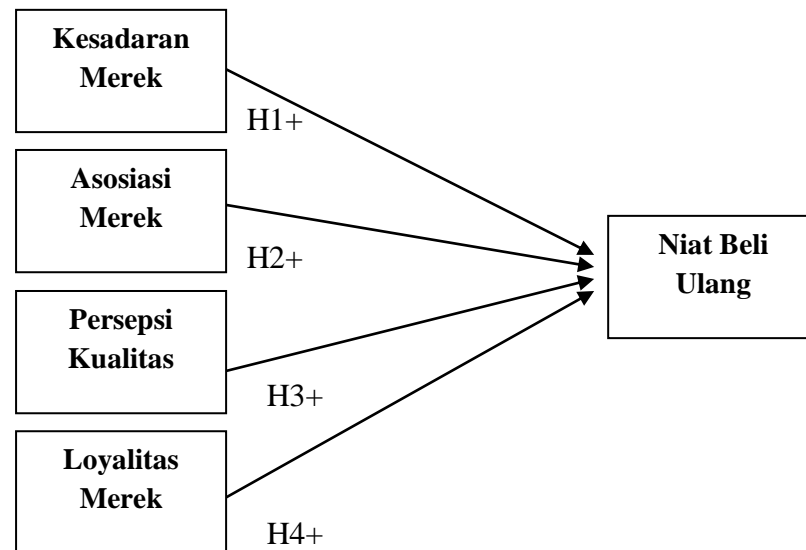 Kesadaran
Merek
H1+
Asosiasi
Merek
H2+
Niat Beli
Ulang
Persepsi
Kualitas
H3+
Loyalitas
Merek
H4+